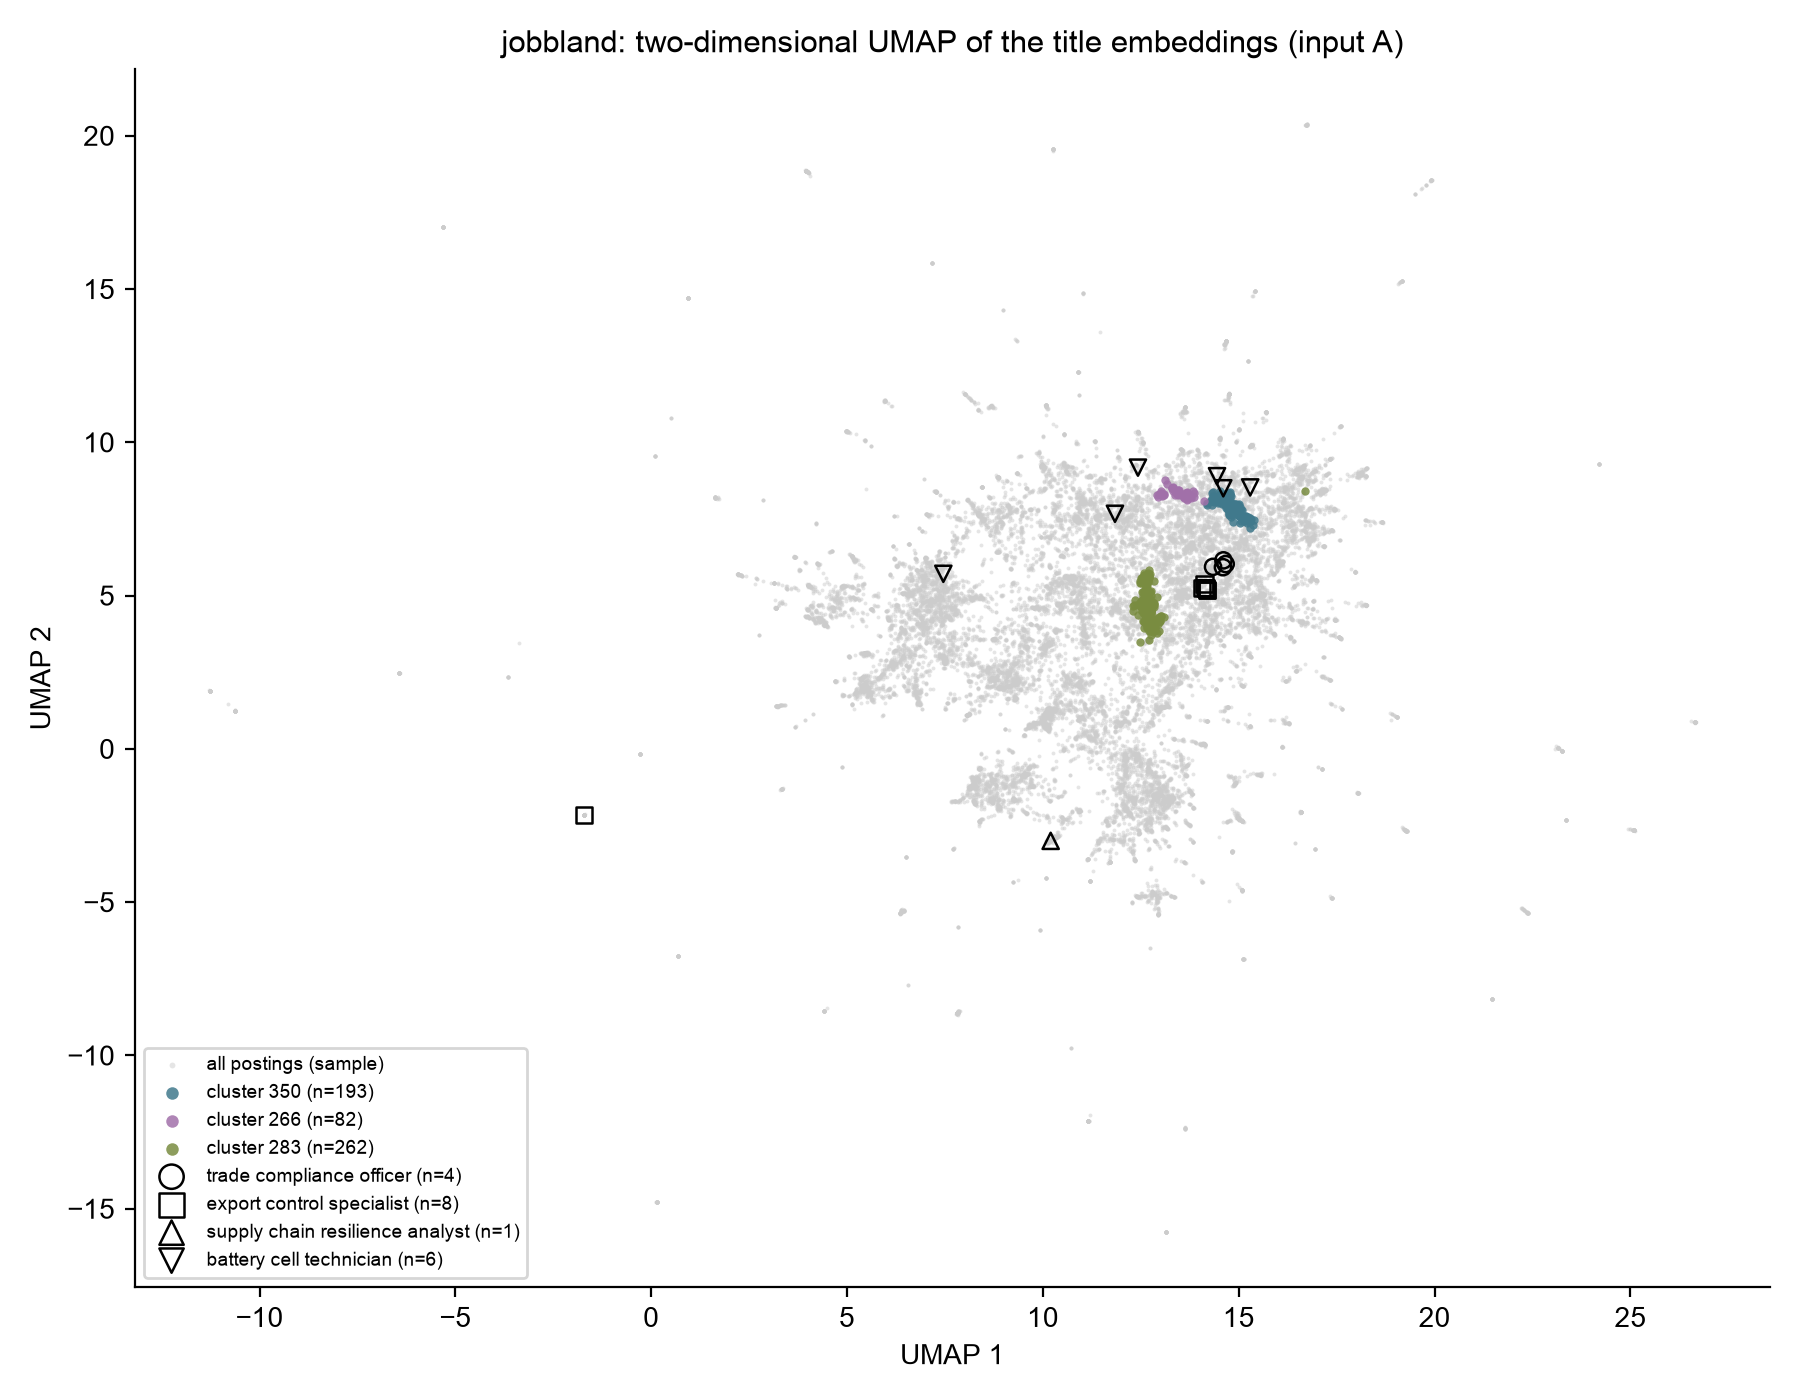 jobbland: two-dimensional UMAP of the title embeddings (input A)
UMAP 2
20
15
10
5
0
−5
−10
−15
all postings (sample)
cluster 350 (n=193)
cluster 266 (n=82)
cluster 283 (n=262)
trade compliance officer (n=4)
export control specialist (n=8)
supply chain resilience analyst (n=1)
battery cell technician (n=6)
−10 −5 0 5 10 15 20 25
UMAP 1